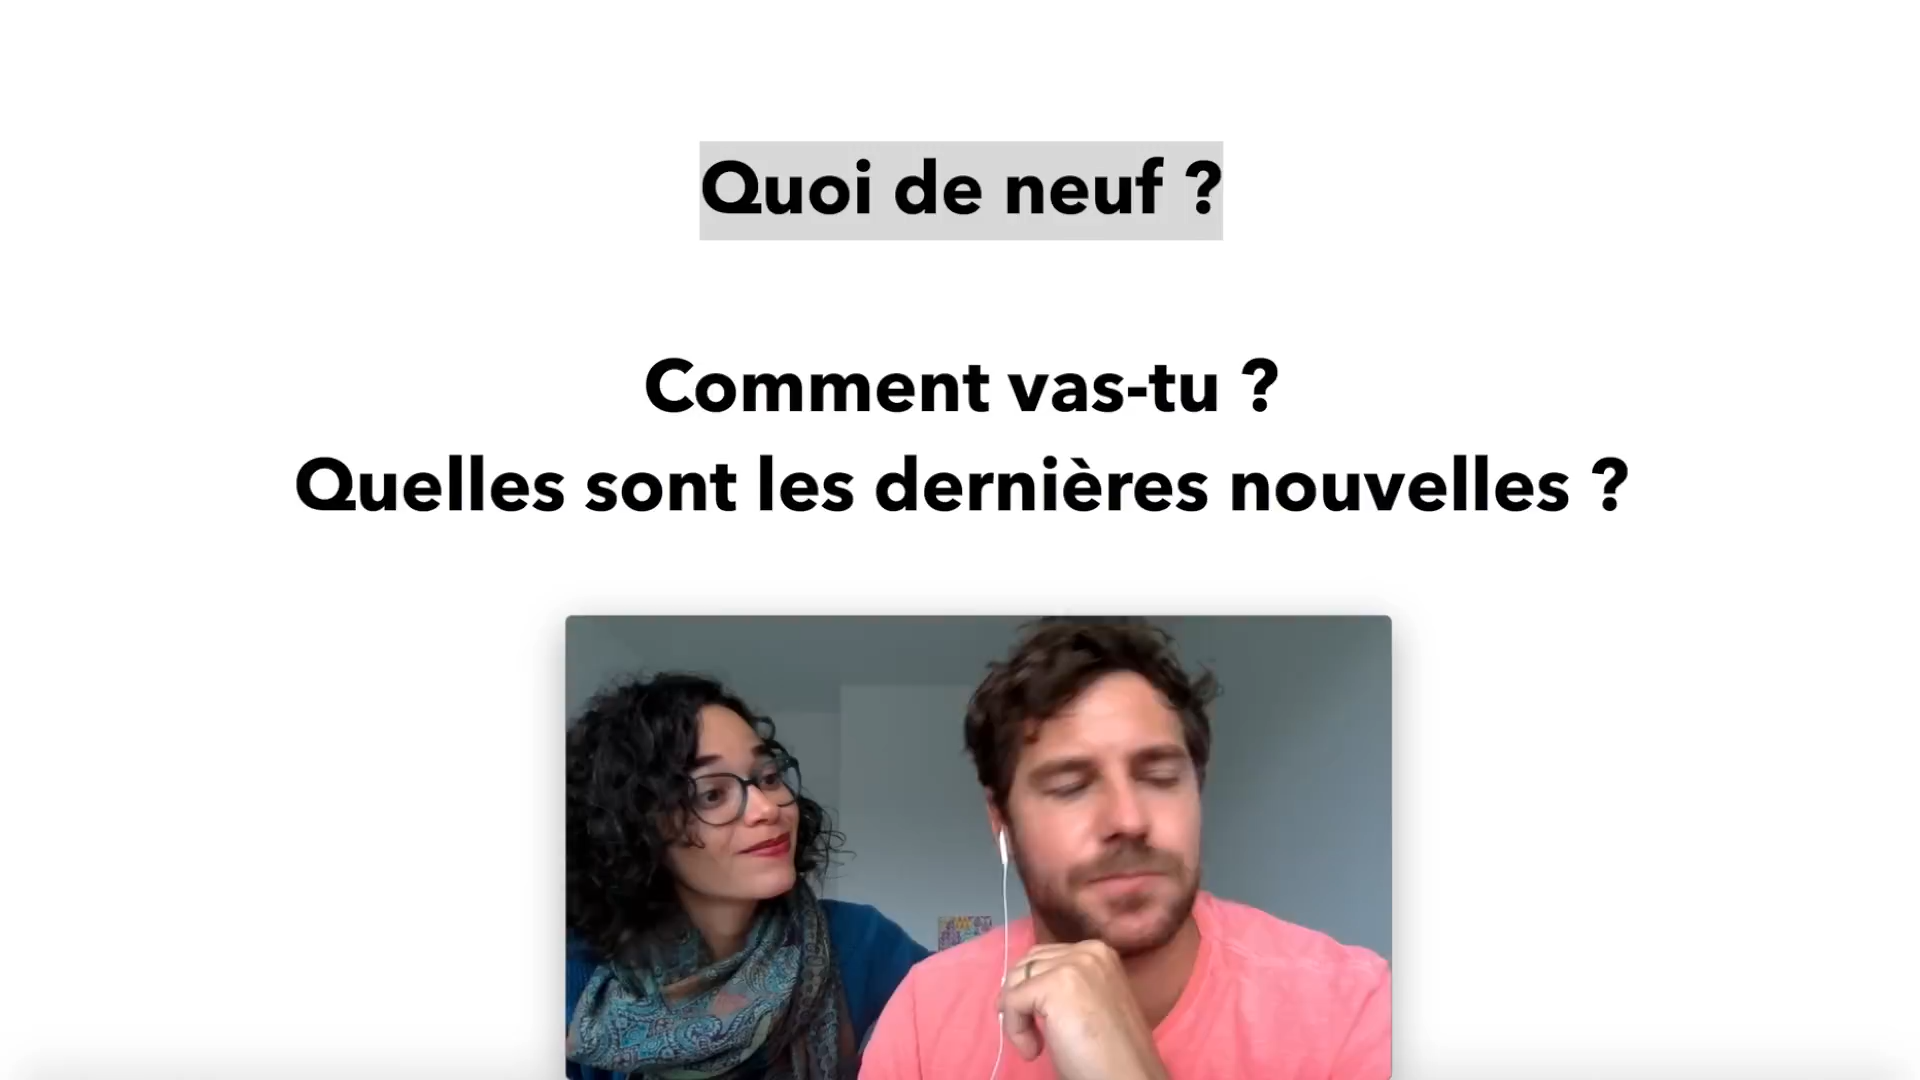 Quoi de neuf ?
Comment vas-tu ?
Quelles sont les dernières nouvelles ?